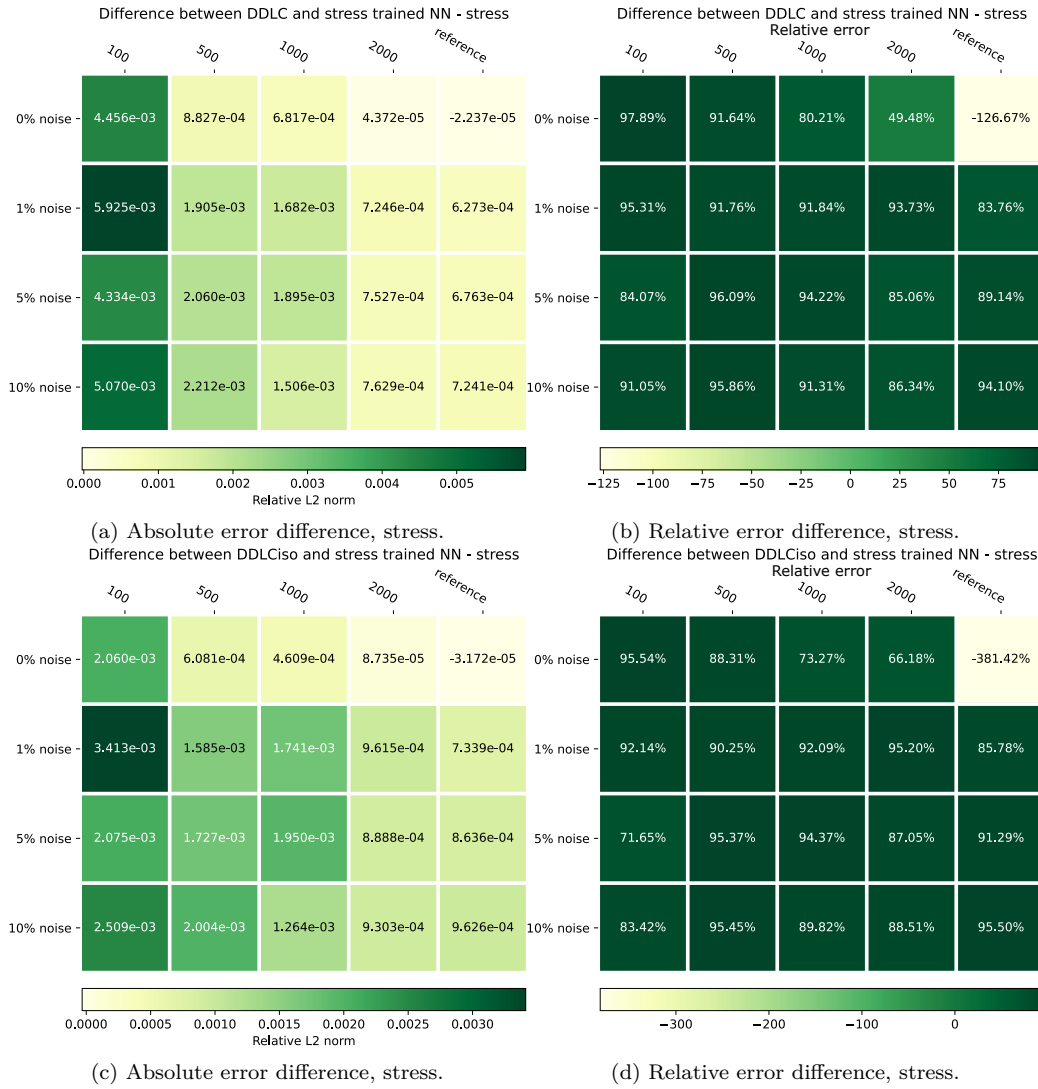 Difference between DDLC and stress trained NN - stress
100 500 1000 2000 reference
0% noise 4.456e-03 8.827e-04 6.817e-04 4.372e-05 -2.237e-05
1% noise 5.925e-03 1.905e-03 1.682e-03 7.246e-04 6.273e-04
5% noise 4.334e-03 2.060e-03 1.895e-03 7.527e-04 6.763e-04
10% noise 5.070e-03 2.212e-03 1.506e-03 7.629e-04 7.241e-04
0.000 0.001 0.002 0.003 0.004 0.005
Relative L2 norm
(a) Absolute error difference, stress.
Difference between DDLC and stress trained NN - stress
Relative error
100 500 1000 2000 reference
0% noise 97.89% 91.64% 80.21% 49.48% -126.67%
1% noise 95.31% 91.76% 91.84% 93.73% 83.76%
5% noise 84.07% 96.09% 94.22% 85.06% 89.14%
10% noise 91.05% 95.86% 91.31% 86.34% 94.10%
−125 −100 −75 −50 −25 0 25 50 75
(b) Relative error difference, stress.
Difference between DDLCiso and stress trained NN - stress
100 500 1000 2000 reference
0% noise 2.060e-03 6.081e-04 4.609e-04 8.735e-05 -3.172e-05
1% noise 3.413e-03 1.585e-03 1.741e-03 9.615e-04 7.339e-04
5% noise 2.075e-03 1.727e-03 1.950e-03 8.888e-04 8.636e-04
10% noise 2.509e-03 2.004e-03 1.264e-03 9.303e-04 9.626e-04
0.0000 0.0005 0.0010 0.0015 0.0020 0.0025 0.0030
Relative L2 norm
(c) Absolute error difference, stress.
Difference between DDLCiso and stress trained NN - stress
Relative error
100 500 1000 2000 reference
0% noise 95.54% 88.31% 73.27% 66.18% -381.42%
1% noise 92.14% 90.25% 92.09% 95.20% 85.78%
5% noise 71.65% 95.37% 94.37% 87.05% 91.29%
10% noise 83.42% 95.45% 89.82% 88.51% 95.50%
−300 −200 −100 0
(d) Relative error difference, stress.